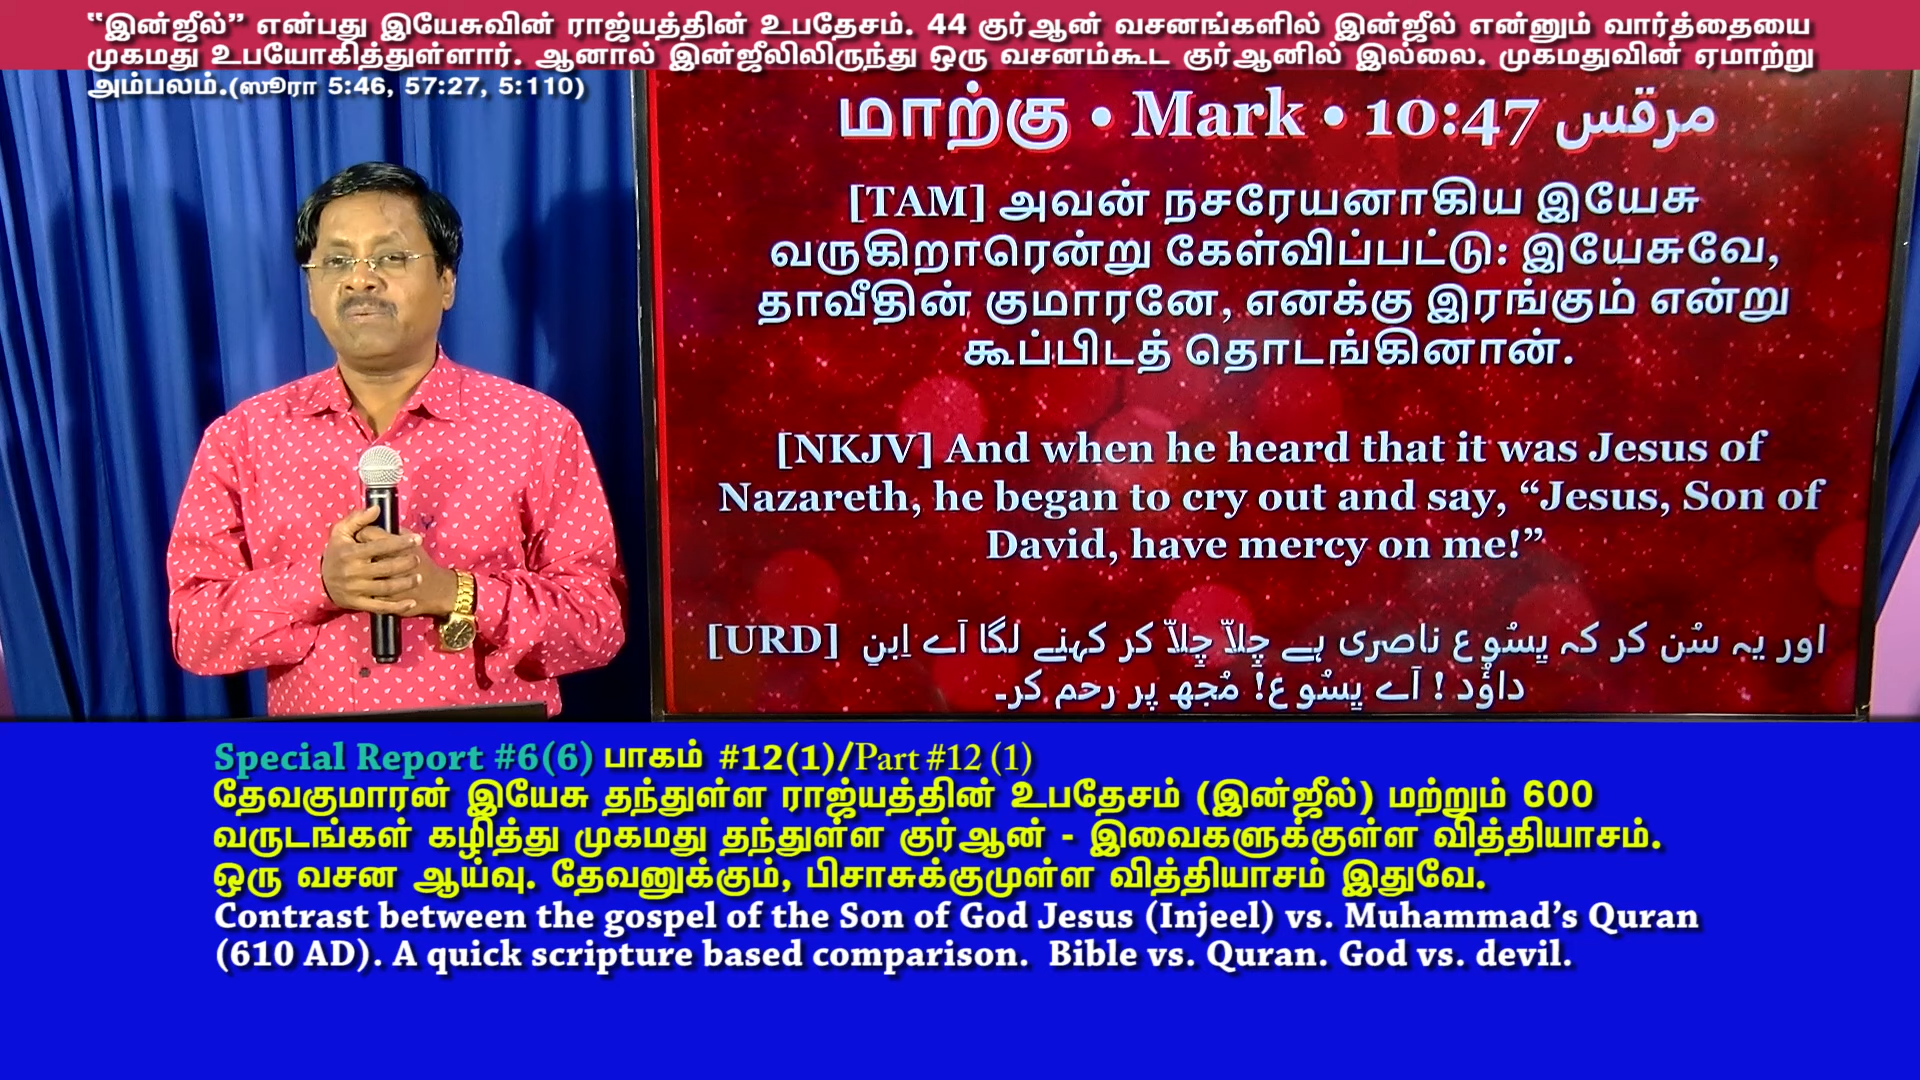 “இன்ஜீல்” என்பது இயேசுவின் ராஜ்யத்தின் உபதேசம். 44 குர்ஆன் வசனங்களில் இன்ஜீல் என்னும் வார்த்தையை
முகமது உபயோகித்துள்ளார். ஆனால் இன்ஜீலிலிருந்து ஒரு வசனம்கூட குர்ஆனில் இல்லை. முகமதுவின் ஏமாற்று
அம்பலம்.(ஸூரா 5:46, 57:27, 5:110)
மாற்கு • Mark • 10:47 مرقس
[TAM] அவன் நசரேயனாகிய இயேசு
வருகிறாரென்று கேள்விப்பட்டு: இயேசுவே,
தாவீதின் குமாரனே, எனக்கு இரங்கும் என்று
கூப்பிடத் தொடங்கினான்.
[NKJV] And when he heard that it was Jesus of
Nazareth, he began to cry out and say, “Jesus, Son of
David, have mercy on me!”
[URD] اور یہ سُن کر کہ یِسُوع ناصری ہے چِلاّ چِلاّ کر کہنے لگا اَے اِبنِ
داؤُد ! اَے یِسُوع! مُجھ پر رحم کر۔
Special Report #6(6) பாகம் #12(1)/Part #12 (1)
தேவகுமாரன் இயேசு தந்துள்ள ராஜ்யத்தின் உபதேசம் (இன்ஜீல்) மற்றும் 600
வருடங்கள் கழித்து முகமது தந்துள்ள குர்ஆன் - இவைகளுக்குள்ள வித்தியாசம்.
ஒரு வசன ஆய்வு. தேவனுக்கும், பிசாசுக்குமுள்ள வித்தியாசம் இதுவே.
Contrast between the gospel of the Son of God Jesus (Injeel) vs. Muhammad’s Quran
(610 AD). A quick scripture based comparison.  Bible vs. Quran. God vs. devil.